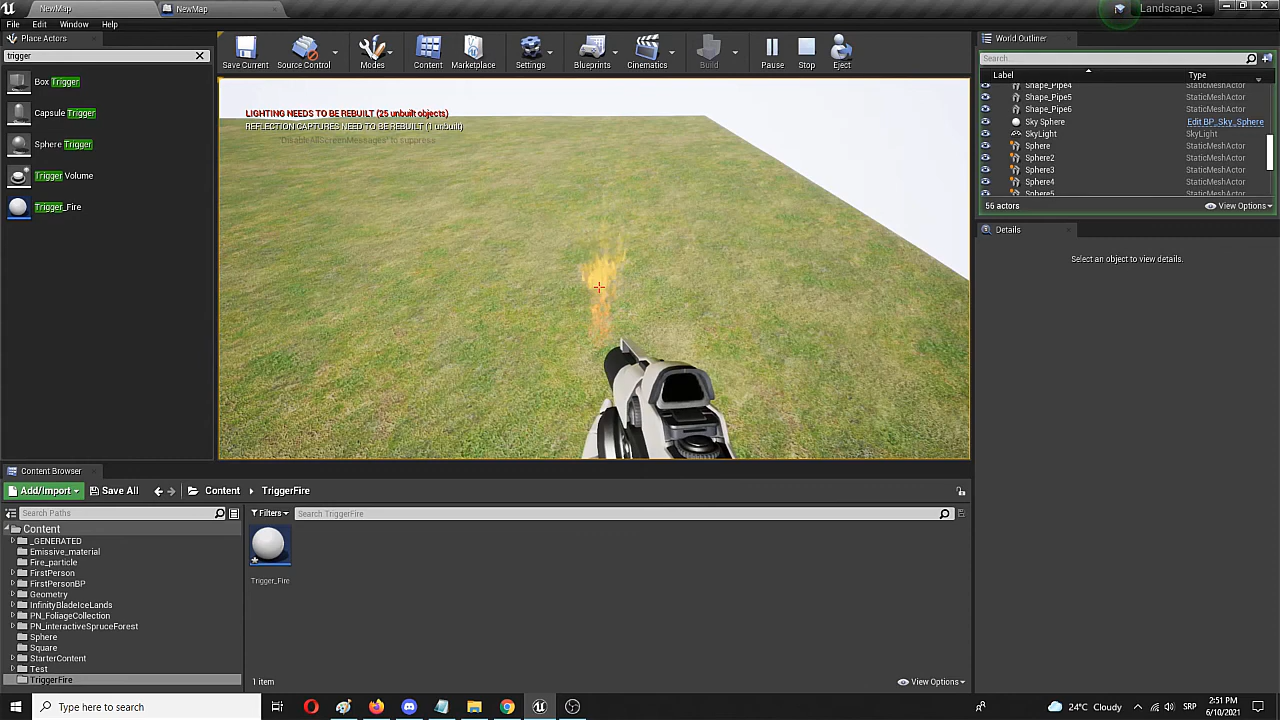 NewMap
NewMap
Landscape_3
File Edit Window Help
Place Actors
trigger
Box Trigger
Capsule Trigger
Sphere Trigger
Trigger Volume
Trigger_Fire
Save Current
Source Control
Modes
Content
Marketplace
Settings
Blueprints
Cinematics
Build
Pause
Stop
Eject
LIGHTING NEEDS TO BE REBUILT (25 unbuilt objects)
REFLECTION CAPTURES NEED TO BE REBUILT (1 unbuilt)
'DisableAllScreenMessages' to suppress
World Outliner
Search...
Label Type
Shape_Pipe4 StaticMeshActor
Shape_Pipe5 StaticMeshActor
Shape_Pipe6 StaticMeshActor
Sky Sphere Edit BP_Sky_Sphere
SkyLight SkyLight
Sphere StaticMeshActor
Sphere2 StaticMeshActor
Sphere3 StaticMeshActor
Sphere4 StaticMeshActor
Sphere5 StaticMeshActor
56 actors View Options
Details
Select an object to view details.
Content Browser
Add/Import Save All Content TriggerFire
Search Paths
Filters Search TriggerFire
Content
_GENERATED
Emissive_material
Fire_particle
FirstPerson
FirstPersonBP
Geometry
InfinityBladeIceLands
PN_FoliageCollection
PN_interactiveSpruceForest
Sphere
Square
StarterContent
Test
TriggerFire
Trigger_Fire
1 item View Options
Type here to search
24°C Cloudy
SRP
2:51 PM
6/10/2021